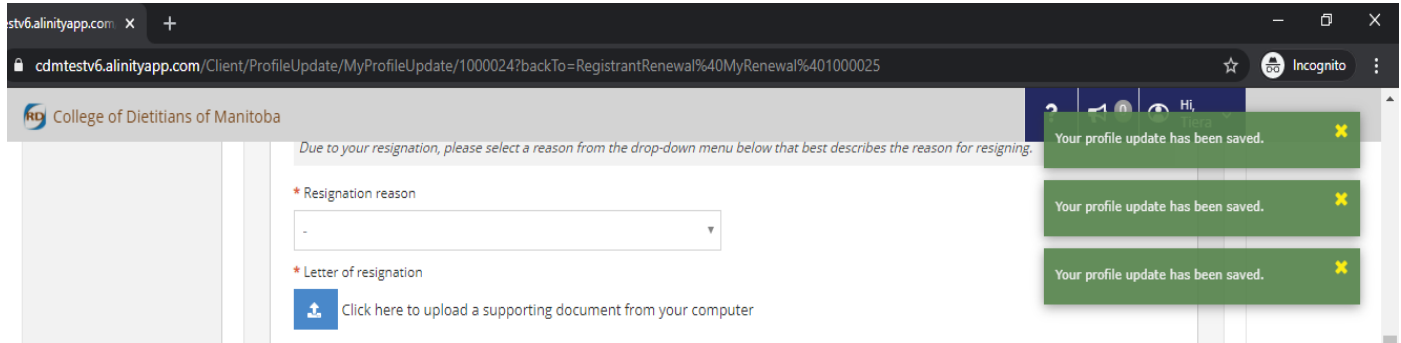 stv6.alinityapp.com
cdmtestv6.alinityapp.com/Client/ProfileUpdate/MyProfileUpdate/1000024?backTo=RegistrantRenewal%40MyRenewal%401000025
Incognito
RD College of Dietitians of Manitoba
? 0 Hi,
Tiera
Due to your resignation, please select a reason from the drop-down menu below that best describes the reason for resigning.
Your profile update has been saved.
* Resignation reason
-
Your profile update has been saved.
* Letter of resignation
Your profile update has been saved.
Click here to upload a supporting document from your computer